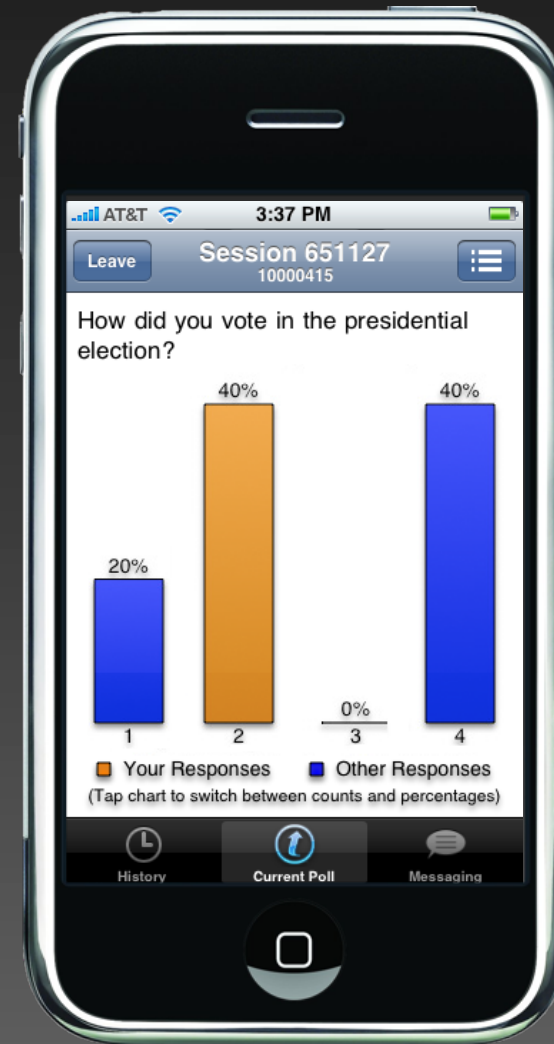 AT&T 3:37 PM
Leave Session 651127
10000415
How did you vote in the presidential
election?
40% 40%
20%
0%
1 2 3 4
Your Responses Other Responses
(Tap chart to switch between counts and percentages)
History Current Poll Messaging